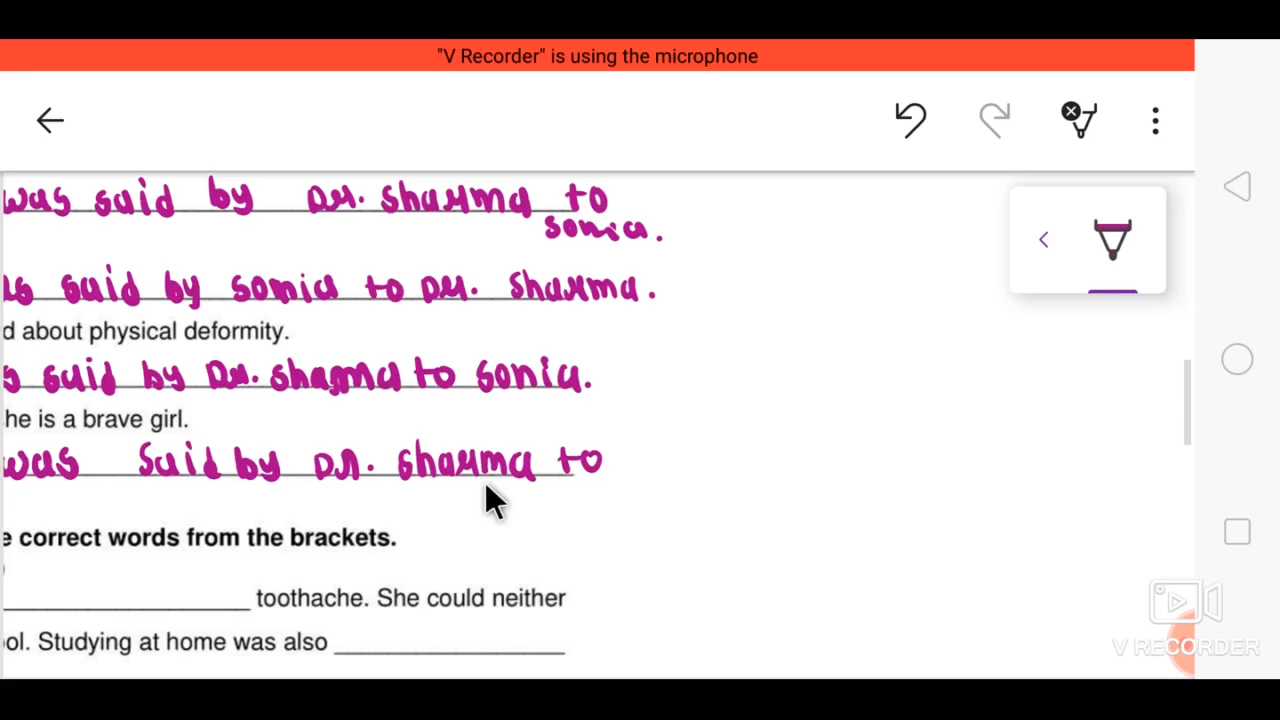 "V Recorder" is using the microphone
was said by DR. Sharma to
sonia.
as said by sonia to DR. Sharma.
d about physical deformity.
s said by DR. sharma to sonia.
he is a brave girl.
was said by DR. Sharma to
e correct words from the brackets.
toothache. She could neither
ol. Studying at home was also
V RECORDER